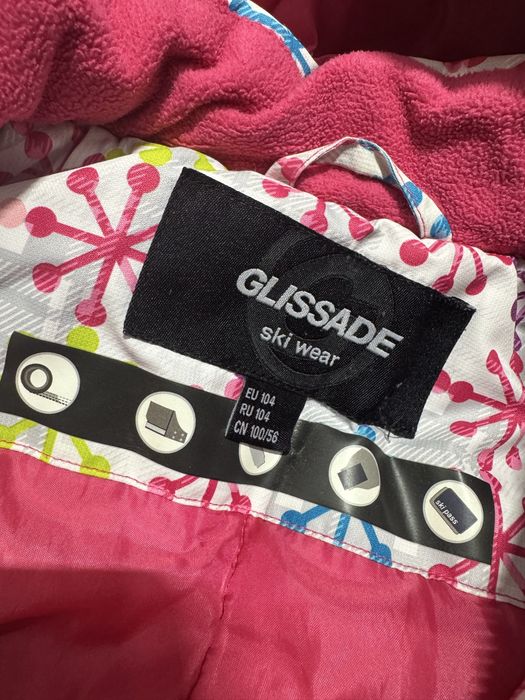 GLISSADE
ski wear
EU 104
RU 104
CN 100/56
ski pass